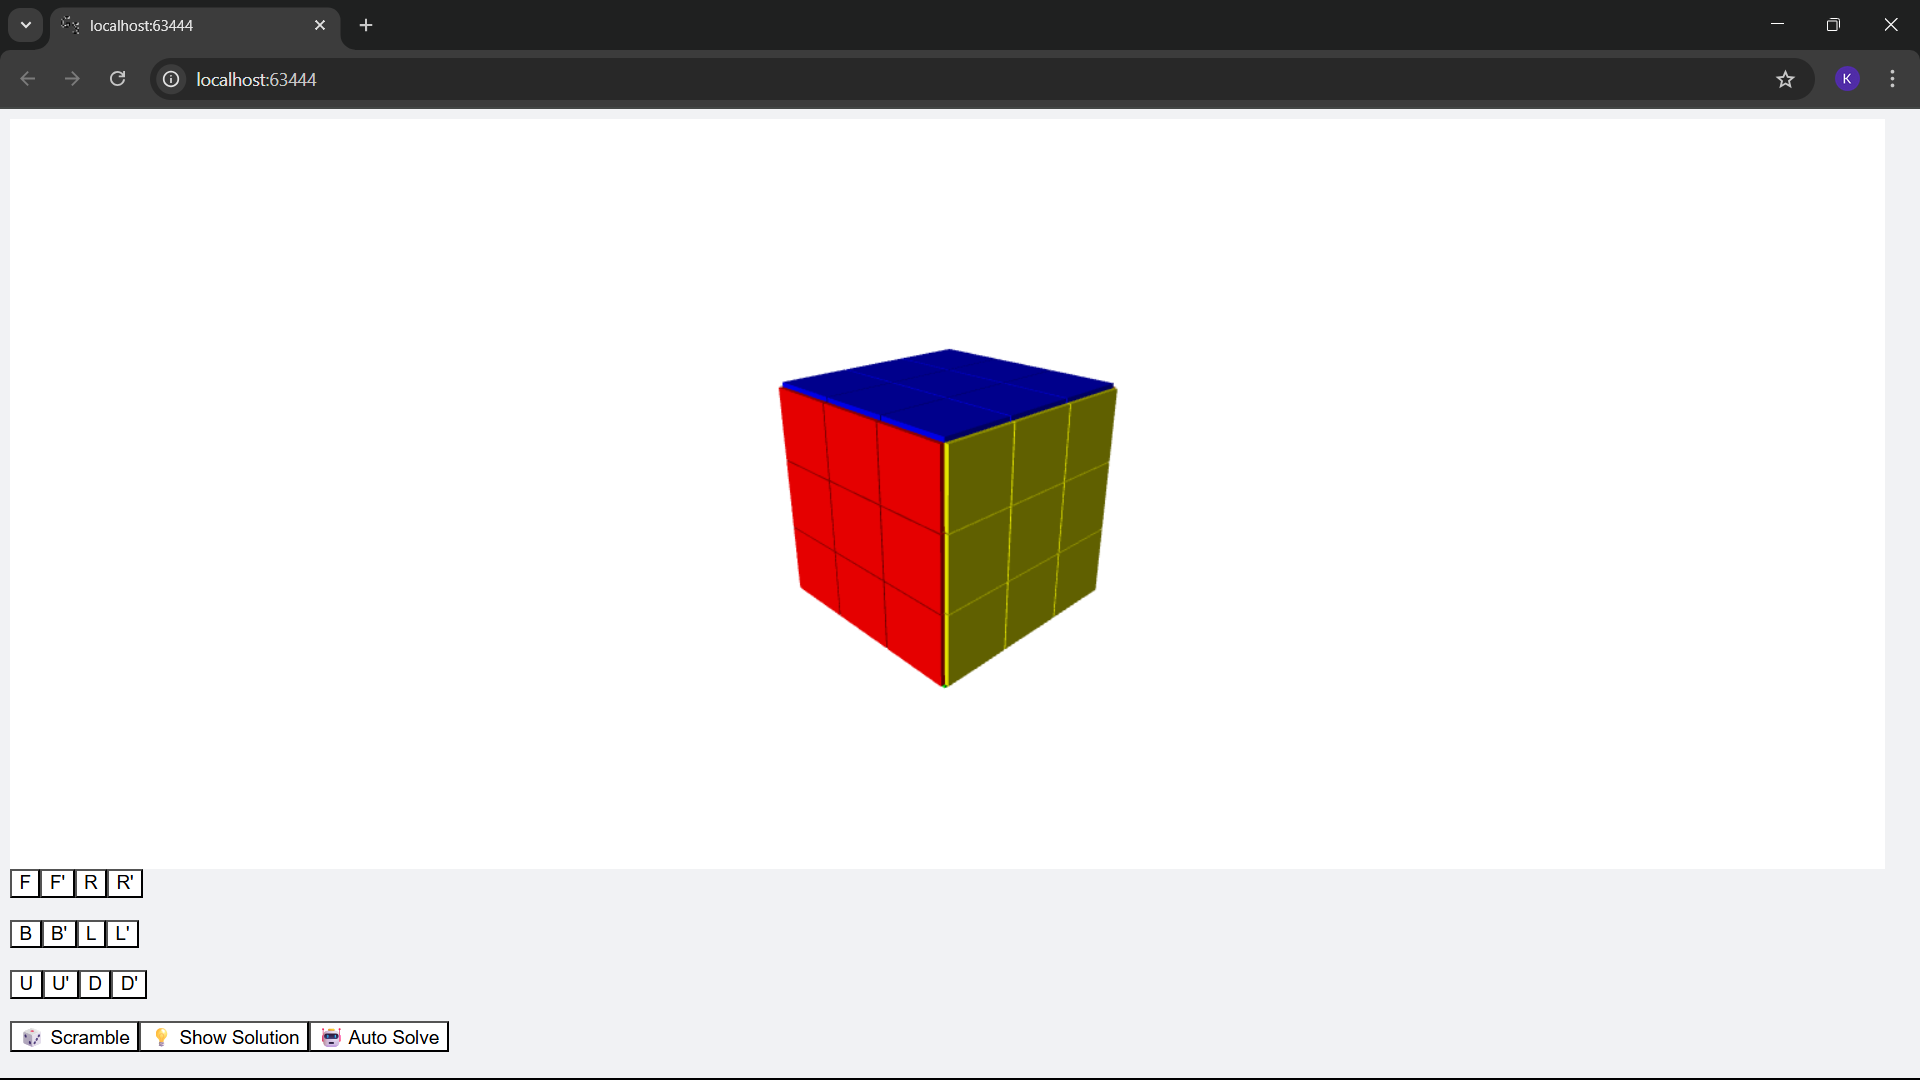 localhost:63444
localhost:63444
K
F F' R R'
B B' L L'
U U' D D'
Scramble Show Solution Auto Solve